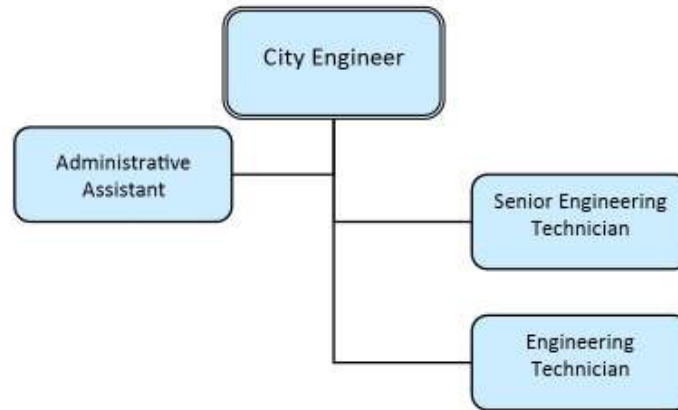 City Engineer
Administrative
Assistant
Senior Engineering
Technician
Engineering
Technician